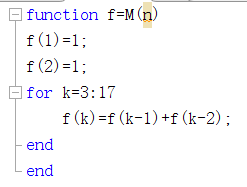 function f=M(n)
f(1)=1;
f(2)=1;
for k=3:17
f(k)=f(k-1)+f(k-2);
end
end